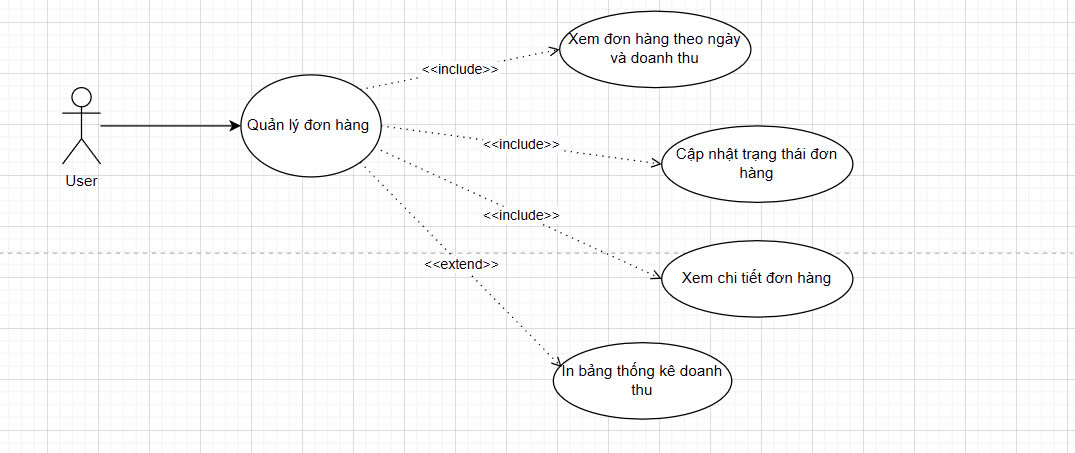 Xem đơn hàng theo ngày
và doanh thu
<<include>>
Quản lý đơn hàng
User
<<include>>
Cập nhật trạng thái đơn
hàng
<<include>>
<<extend>>
Xem chi tiết đơn hàng
In bảng thống kê doanh
thu